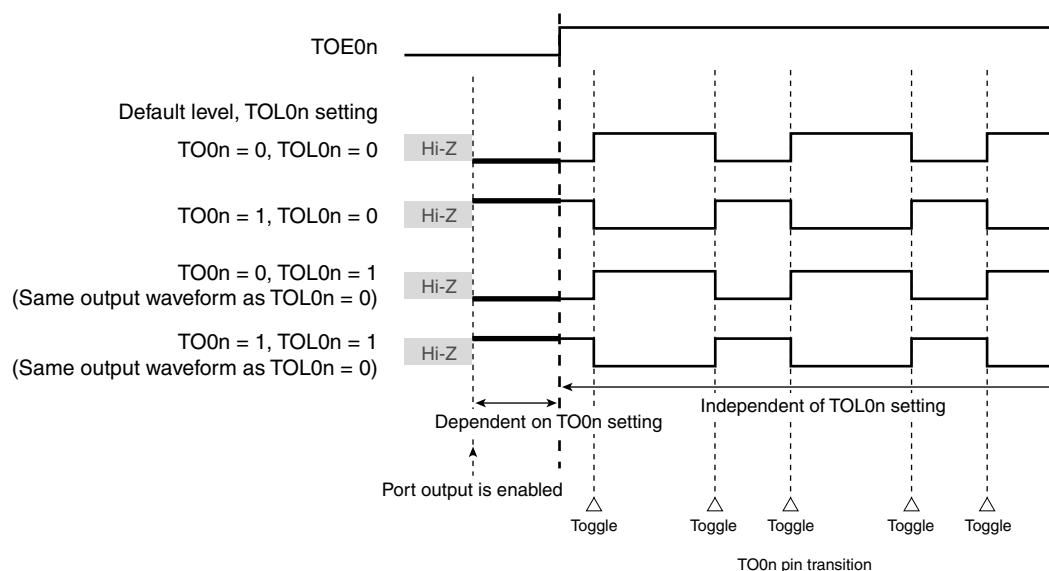 TOE0n
Default level, TOL0n setting
TO0n = 0, TOL0n = 0
Hi-Z
TO0n = 1, TOL0n = 0
Hi-Z
TO0n = 0, TOL0n = 1
(Same output waveform as TOL0n = 0)
Hi-Z
TO0n = 1, TOL0n = 1
(Same output waveform as TOL0n = 0)
Hi-Z
Independent of TOL0n setting
Dependent on TO0n setting
Port output is enabled
Toggle Toggle Toggle Toggle Toggle
TO0n pin transition